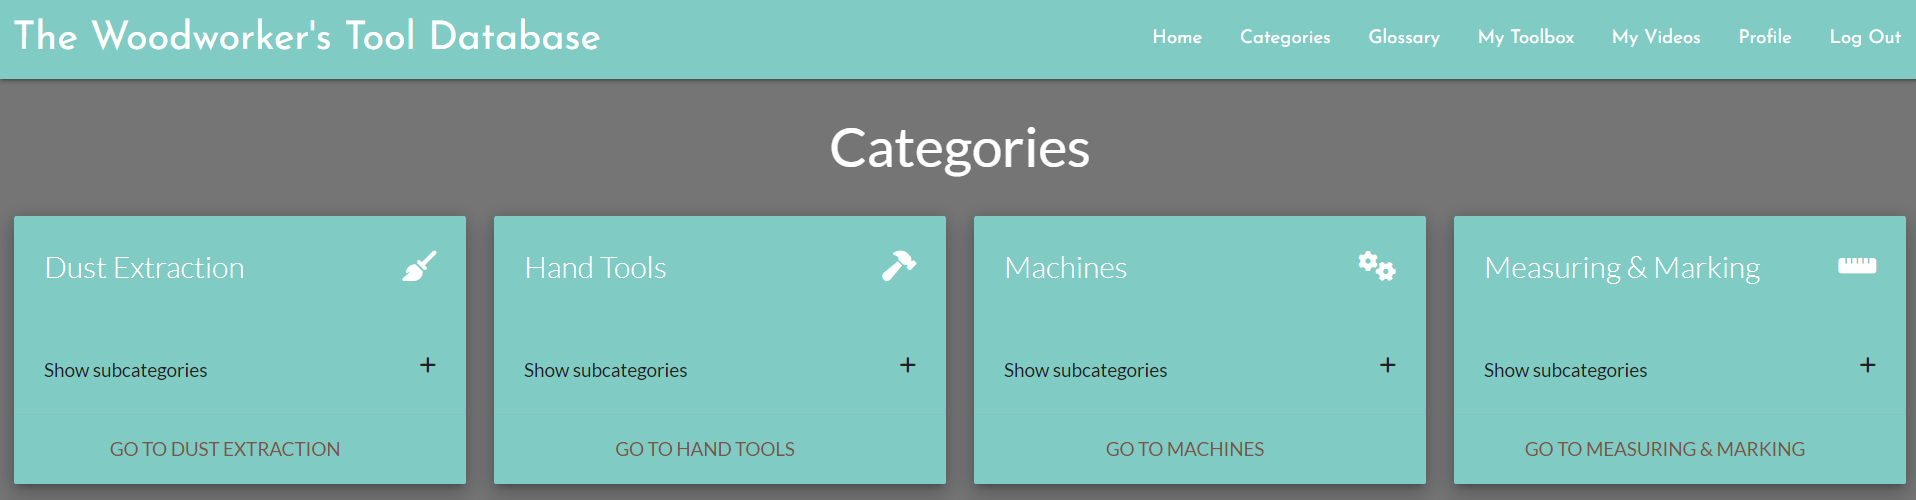 The Woodworker's Tool Database
Home Categories Glossary My Toolbox My Videos Profile Log Out
Categories
Dust Extraction
Show subcategories +
GO TO DUST EXTRACTION
Hand Tools
Show subcategories +
GO TO HAND TOOLS
Machines
Show subcategories +
GO TO MACHINES
Measuring & Marking
Show subcategories +
GO TO MEASURING & MARKING